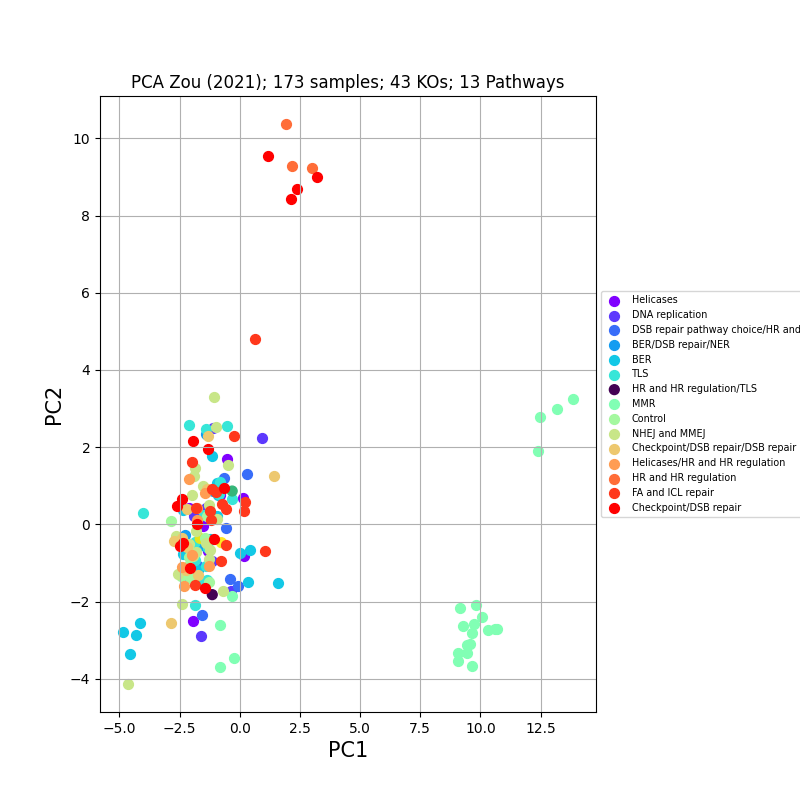 PCA Zou (2021); 173 samples; 43 KOs; 13 Pathways
10
8
6
4
2
0
−2
−4
PC2
−5.0 −2.5 0.0 2.5 5.0 7.5 10.0 12.5
PC1
Helicases
DNA replication
DSB repair pathway choice/HR and
BER/DSB repair/NER
BER
TLS
HR and HR regulation/TLS
MMR
Control
NHEJ and MMEJ
Checkpoint/DSB repair/DSB repair
Helicases/HR and HR regulation
HR and HR regulation
FA and ICL repair
Checkpoint/DSB repair